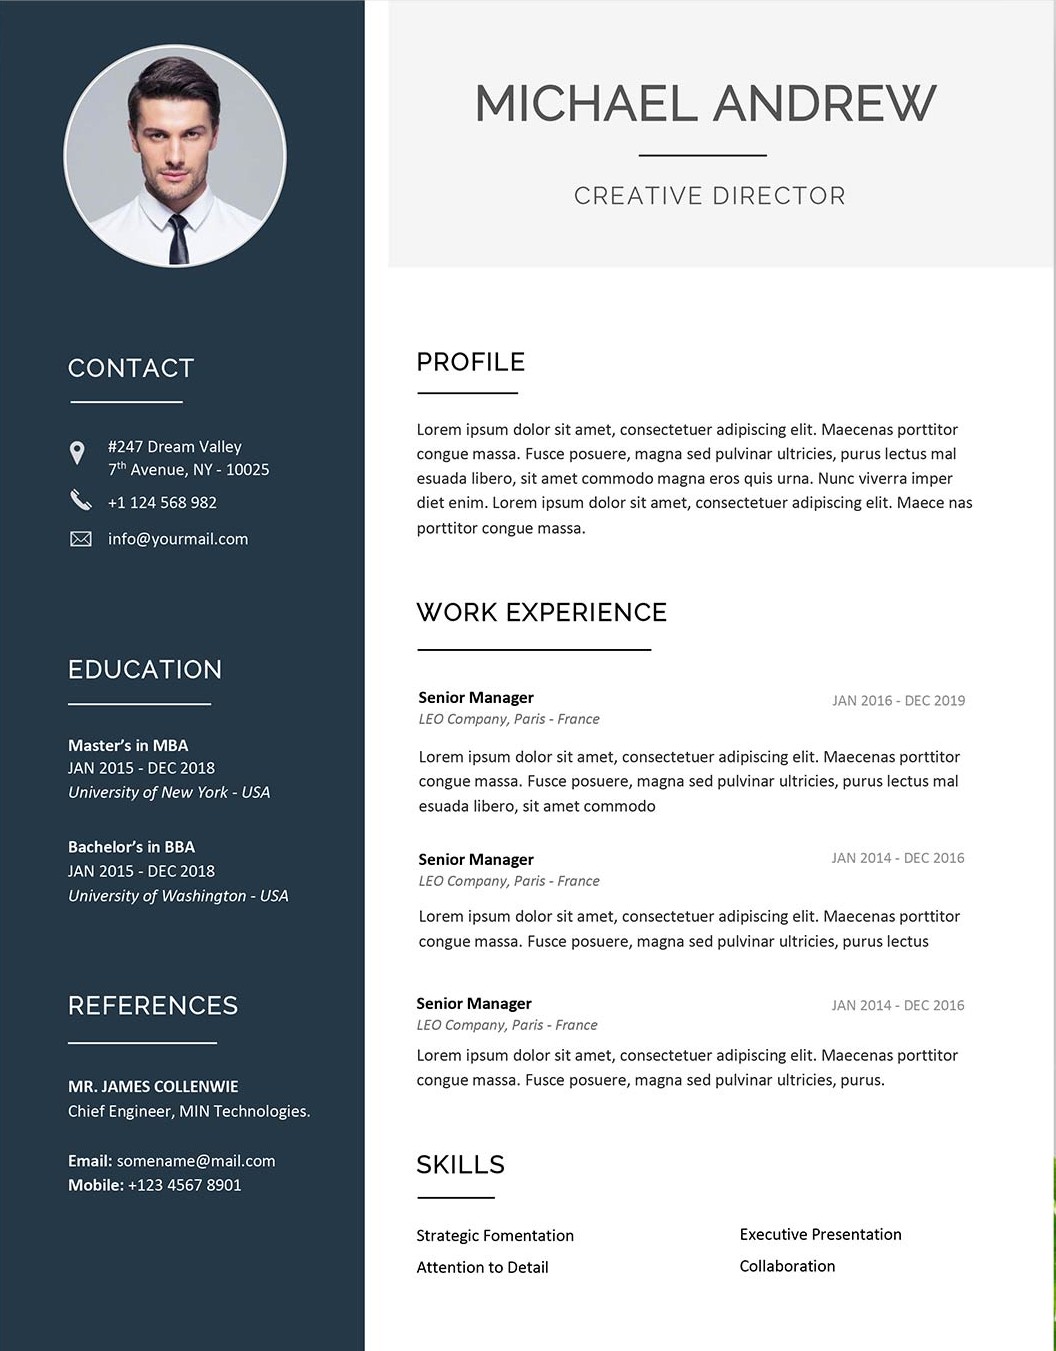 MICHAEL ANDREW
CREATIVE DIRECTOR
CONTACT
#247 Dream Valley
7th Avenue, NY - 10025
+1 124 568 982
info@yourmail.com
EDUCATION
Master’s in MBA
JAN 2015 - DEC 2018
University of New York - USA
Bachelor’s in BBA
JAN 2015 - DEC 2018
University of Washington - USA
REFERENCES
MR. JAMES COLLENWIE
Chief Engineer, MIN Technologies.
Email: somename@mail.com
Mobile: +123 4567 8901
PROFILE
Lorem ipsum dolor sit amet, consectetuer adipiscing elit. Maecenas porttitor
congue massa. Fusce posuere, magna sed pulvinar ultricies, purus lectus mal
esuada libero, sit amet commodo magna eros quis urna. Nunc viverra imper
diet enim. Lorem ipsum dolor sit amet, consectetuer adipiscing elit. Maece nas
porttitor congue massa.
WORK EXPERIENCE
Senior Manager
JAN 2016 - DEC 2019
LEO Company, Paris - France
Lorem ipsum dolor sit amet, consectetuer adipiscing elit. Maecenas porttitor
congue massa. Fusce posuere, magna sed pulvinar ultricies, purus lectus mal
esuada libero, sit amet commodo
Senior Manager
JAN 2014 - DEC 2016
LEO Company, Paris - France
Lorem ipsum dolor sit amet, consectetuer adipiscing elit. Maecenas porttitor
congue massa. Fusce posuere, magna sed pulvinar ultricies, purus lectus
Senior Manager
JAN 2014 - DEC 2016
LEO Company, Paris - France
Lorem ipsum dolor sit amet, consectetuer adipiscing elit. Maecenas porttitor
congue massa. Fusce posuere, magna sed pulvinar ultricies, purus.
SKILLS
Strategic Fomentation
Executive Presentation
Attention to Detail
Collaboration